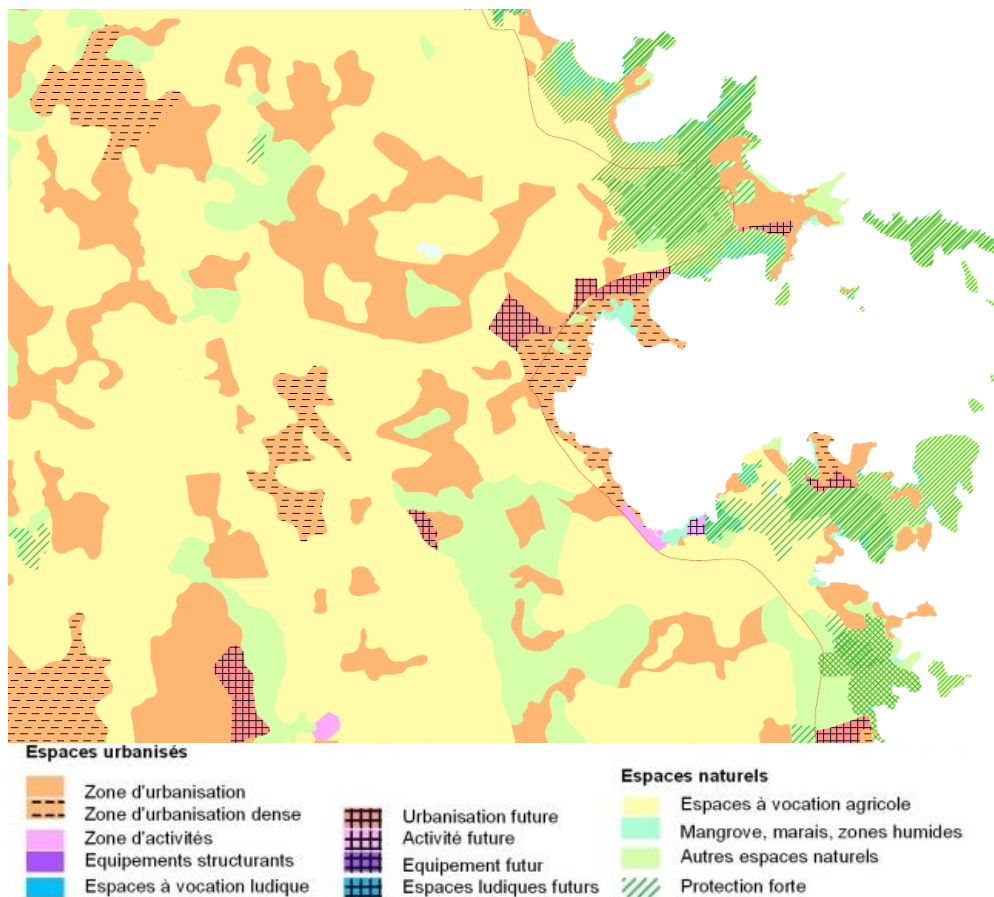 Espaces urbanisés
Zone d'urbanisation
Zone d'urbanisation dense
Zone d'activités
Equipements structurants
Espaces à vocation ludique
Urbanisation future
Activité future
Equipement futur
Espaces ludiques futurs
Espaces naturels
Espaces à vocation agricole
Mangrove, marais, zones humides
Autres espaces naturels
Protection forte